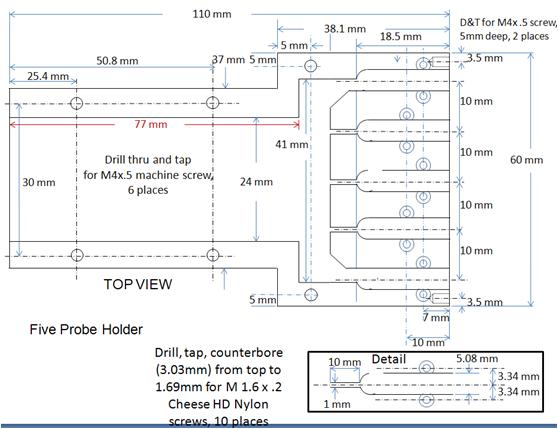 110 mm
38.1 mm
D&T for M4x .5 screw,
5mm deep, 2 places
18.5 mm
5 mm
50.8 mm
37 mm
5 mm
3.5 mm
25.4 mm
10 mm
77 mm
41 mm
Drill thru and tap
for M4x.5 machine screw,
6 places
10 mm
60 mm
30 mm
24 mm
10 mm
10 mm
TOP VIEW
5 mm
3.5 mm
7 mm
Five Probe Holder
10 mm
Drill, tap, counterbore
(3.03mm) from top to
1.69mm for M 1.6 x .2
Cheese HD Nylon
screws, 10 places
Detail
10 mm
5.08 mm
3.34 mm
3.34 mm
1 mm